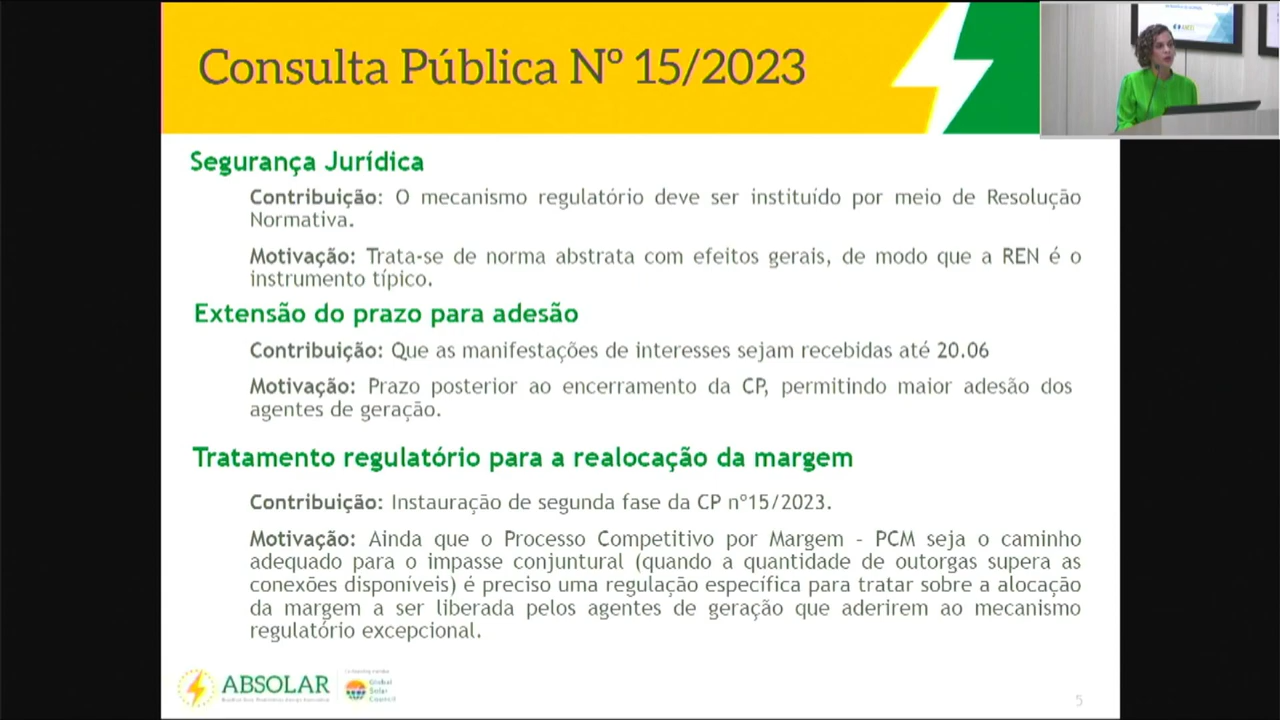 Consulta Pública Nº 15/2023
Segurança Jurídica
Contribuição: O mecanismo regulatório deve ser instituído por meio de Resolução
Normativa.
Motivação: Trata-se de norma abstrata com efeitos gerais, de modo que a REN é o
instrumento típico.
Extensão do prazo para adesão
Contribuição: Que as manifestações de interesses sejam recebidas até 20.06
Motivação: Prazo posterior ao encerramento da CP, permitindo maior adesão dos
agentes de geração.
Tratamento regulatório para a realocação da margem
Contribuição: Instauração de segunda fase da CP nº15/2023.
Motivação: Ainda que o Processo Competitivo por Margem - PCM seja o caminho
adequado para o impasse conjuntural (quando a quantidade de outorgas supera as
conexões disponíveis) é preciso uma regulação específica para tratar sobre a alocação
da margem a ser liberada pelos agentes de geração que aderirem ao mecanismo
regulatório excepcional.
ABSOLAR
Global
Solar
Council
5